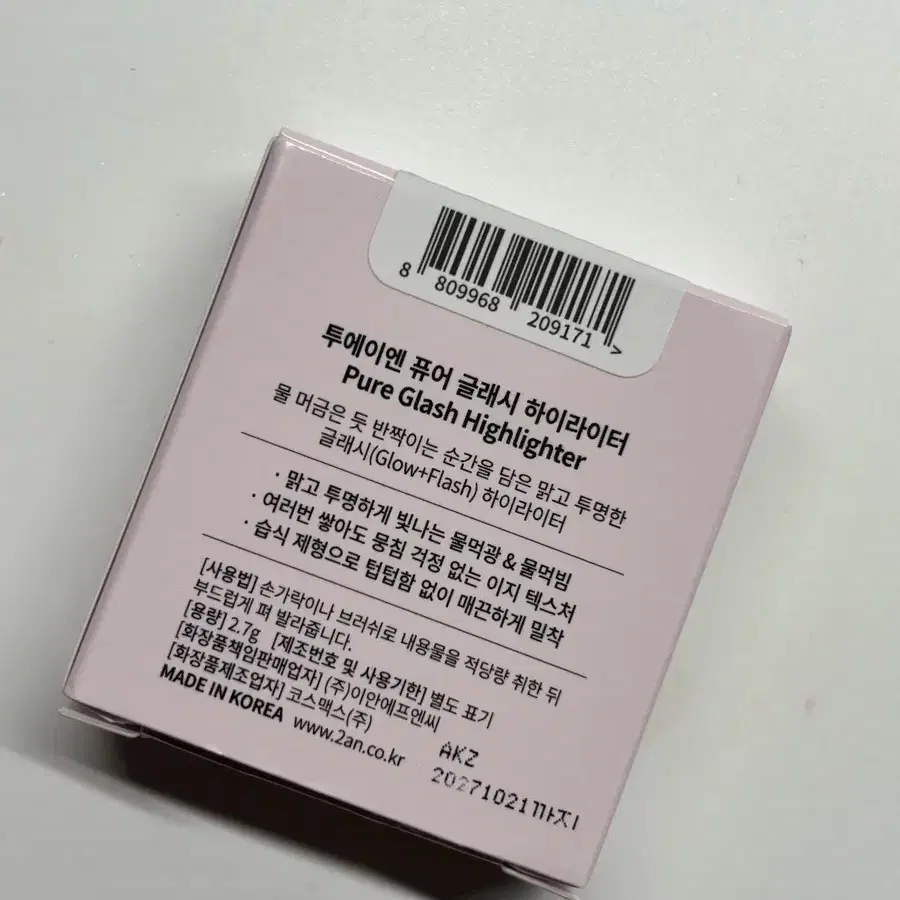 8 809968 209171 >
투에이엔 퓨어 글래시 하이라이터
Pure Glash Highlighter
물 머금은 듯 반짝이는 순간을 담은 맑고 투명한
글래시(Glow+Flash) 하이라이터
· 맑고 투명하게 빛나는 물먹광 & 물먹빔
· 여러번 쌓아도 뭉침 걱정 없는 이지 텍스처
· 습식 제형으로 텁텁함 없이 매끈하게 밀착
[사용법] 손가락이나 브러쉬로 내용물을 적당량 취한 뒤
부드럽게 펴 발라줍니다.
[용량] 2.7g [제조번호 및 사용기한] 별도 표기
[화장품책임판매업자] (주)이안에프엔씨
[화장품제조업자] 코스맥스(주)
MADE IN KOREA www.2an.co.kr
AKZ
20271021까지